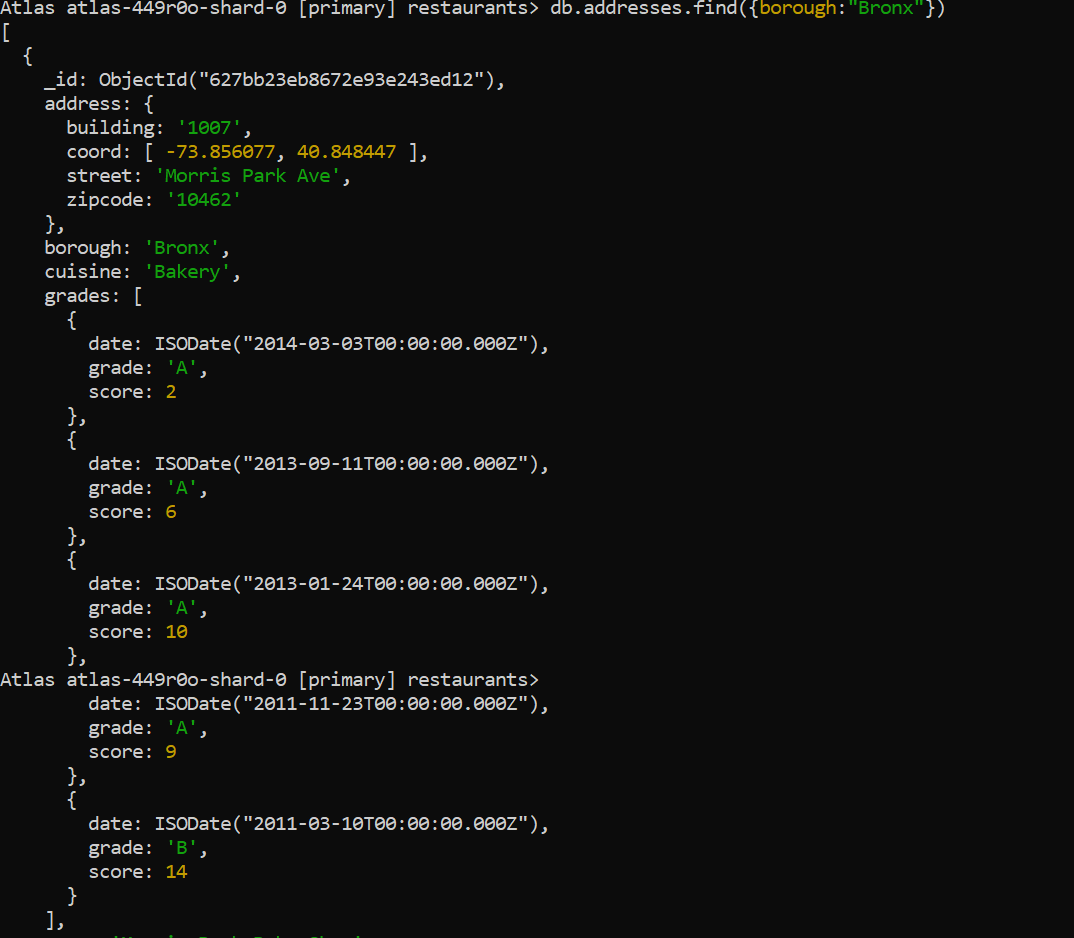 Atlas atlas-449r0o-shard-0 [primary] restaurants> db.addresses.find({borough:"Bronx"})
[
  {
    _id: ObjectId("627bb23eb8672e93e243ed12"),
    address: {
      building: '1007',
      coord: [ -73.856077, 40.848447 ],
      street: 'Morris Park Ave',
      zipcode: '10462'
    },
    borough: 'Bronx',
    cuisine: 'Bakery',
    grades: [
      {
        date: ISODate("2014-03-03T00:00:00.000Z"),
        grade: 'A',
        score: 2
      },
      {
        date: ISODate("2013-09-11T00:00:00.000Z"),
        grade: 'A',
        score: 6
      },
      {
        date: ISODate("2013-01-24T00:00:00.000Z"),
        grade: 'A',
        score: 10
      },
Atlas atlas-449r0o-shard-0 [primary] restaurants>
        date: ISODate("2011-11-23T00:00:00.000Z"),
        grade: 'A',
        score: 9
      },
      {
        date: ISODate("2011-03-10T00:00:00.000Z"),
        grade: 'B',
        score: 14
      }
    ],